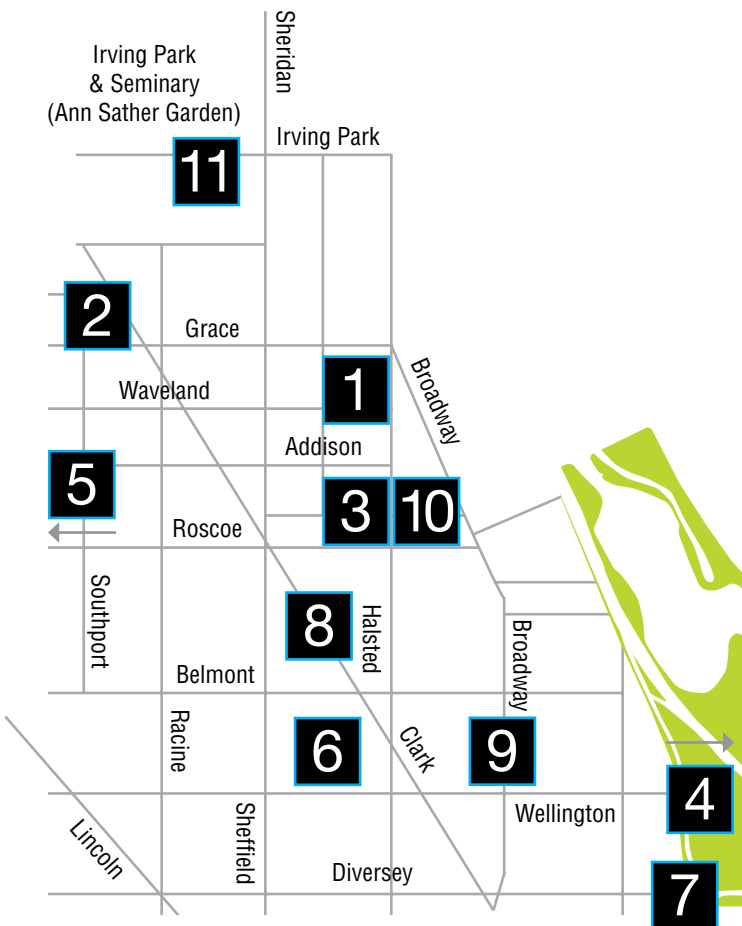 Sheridan
Irving Park
& Seminary
(Ann Sather Garden)
Irving Park
11
2
Grace
Broadway
1
Waveland
Addison
5
3
10
Roscoe
Southport
8
Halsted
Broadway
Belmont
Racine
6
Clark
9
4
Wellington
Sheffield
Lincoln
Diversey
7